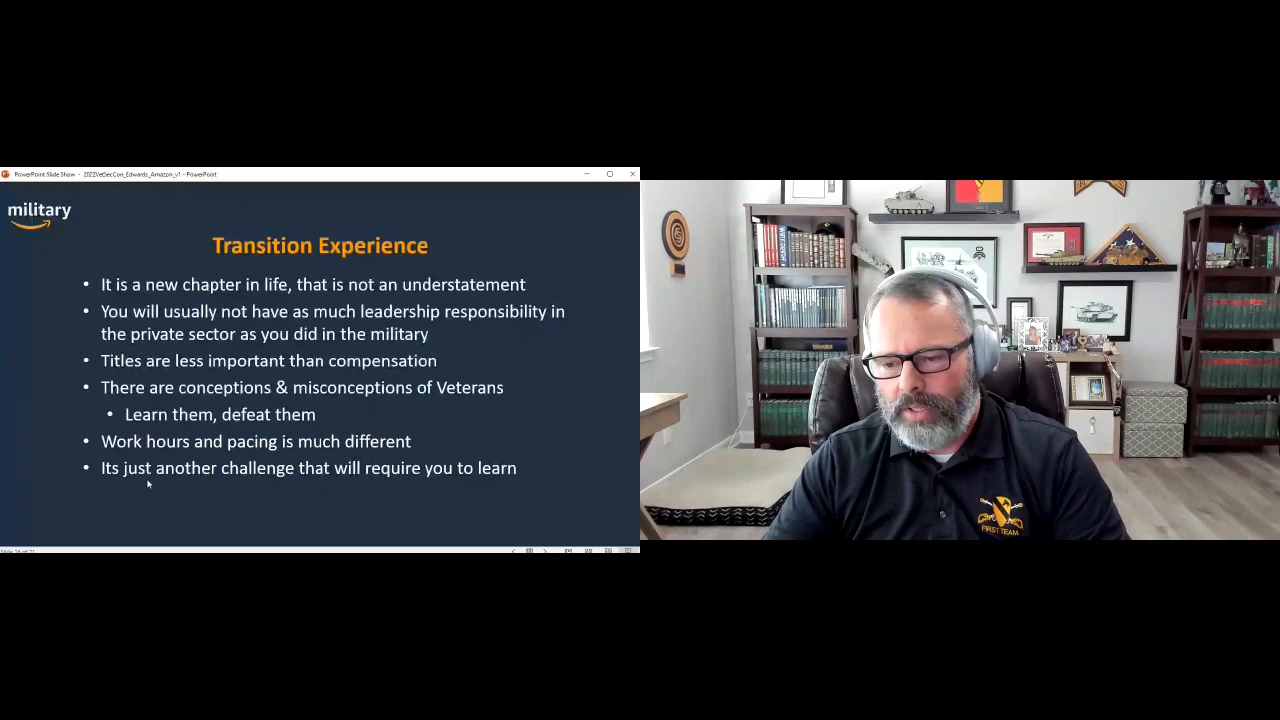 PowerPoint Slide Show - 2022VetSecCon_Edwards_Amazon_v1 - PowerPoint
military
Transition Experience
• It is a new chapter in life, that is not an understatement
• You will usually not have as much leadership responsibility in
the private sector as you did in the military
• Titles are less important than compensation
• There are conceptions & misconceptions of Veterans
• Learn them, defeat them
• Work hours and pacing is much different
• Its just another challenge that will require you to learn
FIRST TEAM